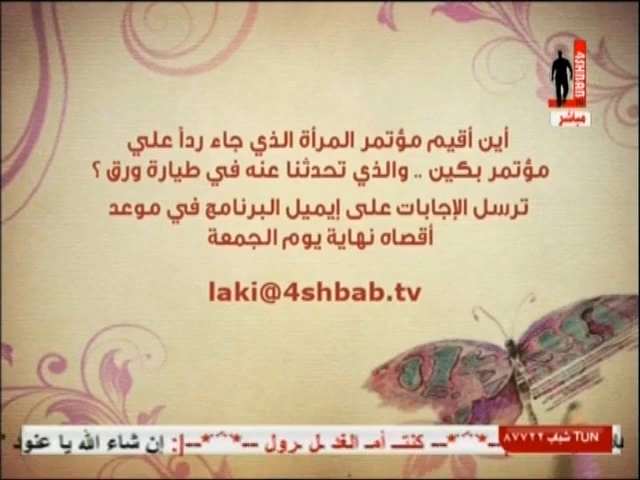 4SHBAB
مباشر
أين أقيم مؤتمر المرأة الذي جاء رداً علي
مؤتمر بكين .. والذي تحدثنا عنه في طيارة ورق ؟
ترسل الإجابات على إيميل البرنامج في موعد
أقصاه نهاية يوم الجمعة
laki@4shbab.tv
TUN شباب ٨٧٧٢٢
إن شاء الله يا عنود